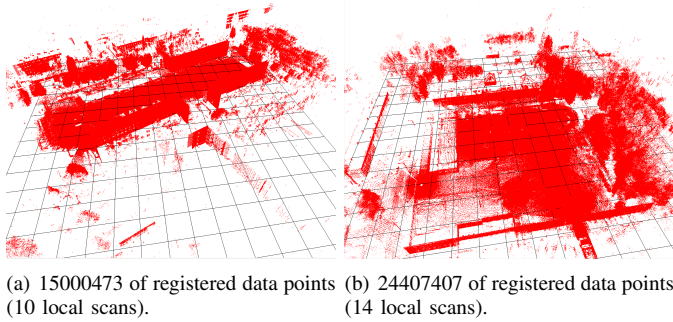 (a) 15000473 of registered data points
(10 local scans).
(b) 24407407 of registered data points
(14 local scans).